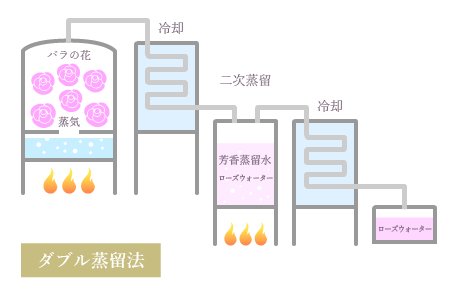 冷却
バラの花
蒸気
二次蒸留
冷却
芳香蒸留水
ローズウォーター
ローズウォーター
ダブル蒸留法